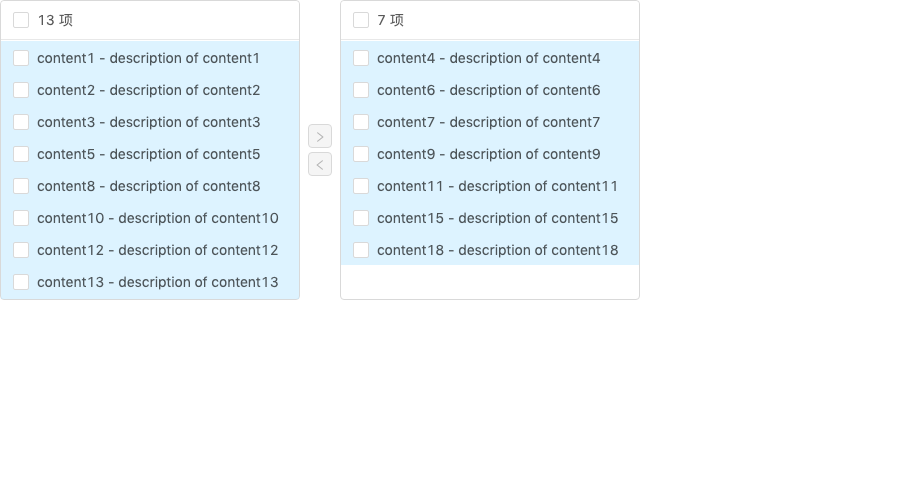 13 项
content1 - description of content1
content2 - description of content2
content3 - description of content3
content5 - description of content5
content8 - description of content8
content10 - description of content10
content12 - description of content12
content13 - description of content13
7 项
content4 - description of content4
content6 - description of content6
content7 - description of content7
content9 - description of content9
content11 - description of content11
content15 - description of content15
content18 - description of content18